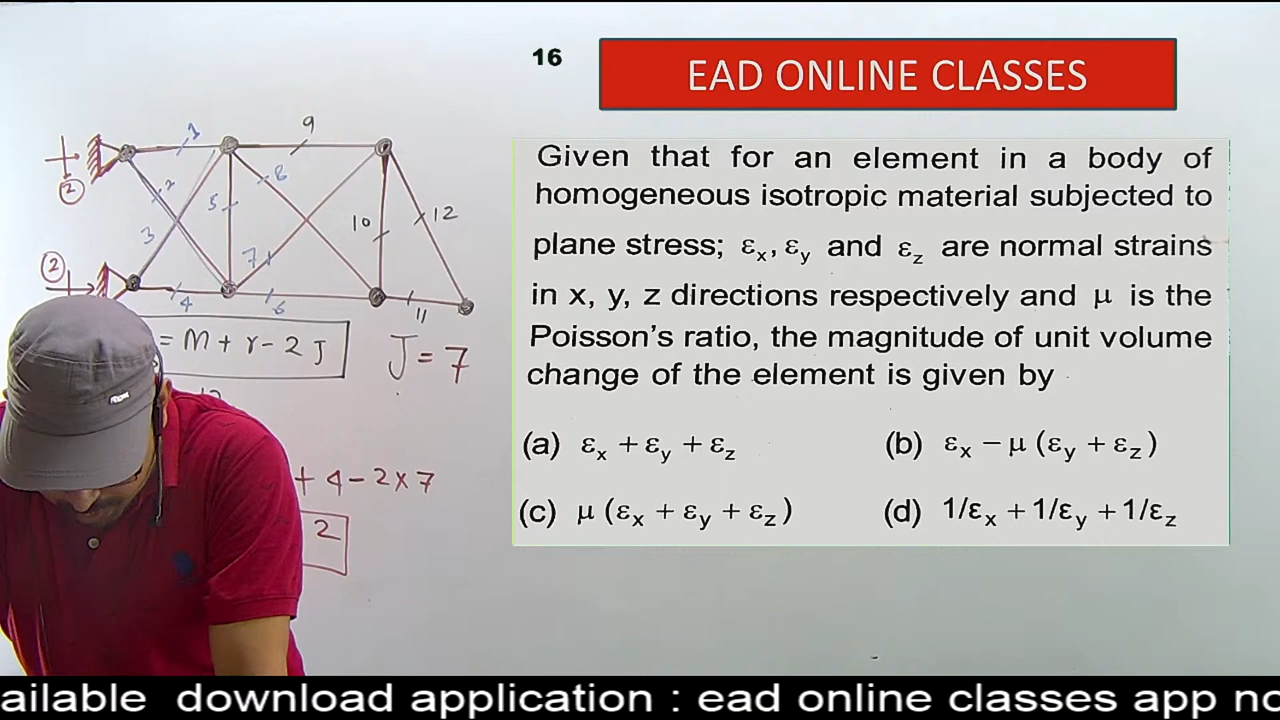 16
EAD ONLINE CLASSES
1
9
2
2
8
5
3
10
12
7
2
4
6
11
= M + r - 2 J
J = 7
+ 4 - 2 x 7
2
Given that for an element in a body of
homogeneous isotropic material subjected to
plane stress; εx, εy and εz are normal strains
in x, y, z directions respectively and μ is the
Poisson's ratio, the magnitude of unit volume
change of the element is given by
(a) εx + εy + εz
(b) εx − μ (εy + εz)
(c) μ (εx + εy + εz)
(d) 1/εx + 1/εy + 1/εz
ailable download application : ead online classes app no